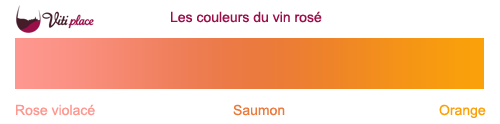 Viti place
Les couleurs du vin rosé
Rose violacé
Saumon
Orange